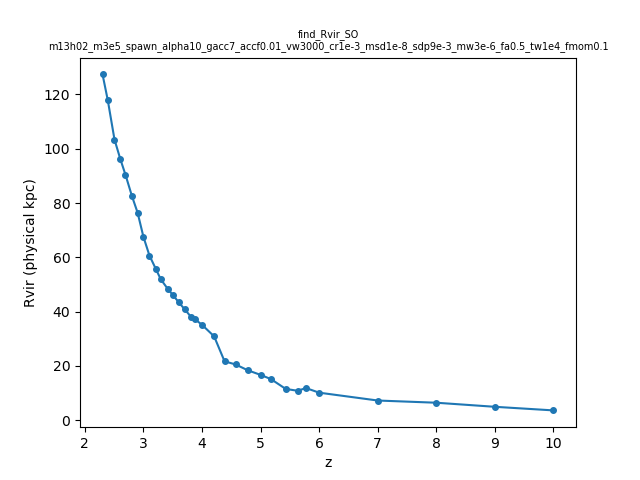 find_Rvir_SO
m13h02_m3e5_spawn_alpha10_gacc7_accf0.01_vw3000_cr1e-3_msd1e-8_sdp9e-3_mw3e-6_fa0.5_tw1e4_fmom0.1
120
100
80
60
40
20
0
Rvir (physical kpc)
2 3 4 5 6 7 8 9 10
z